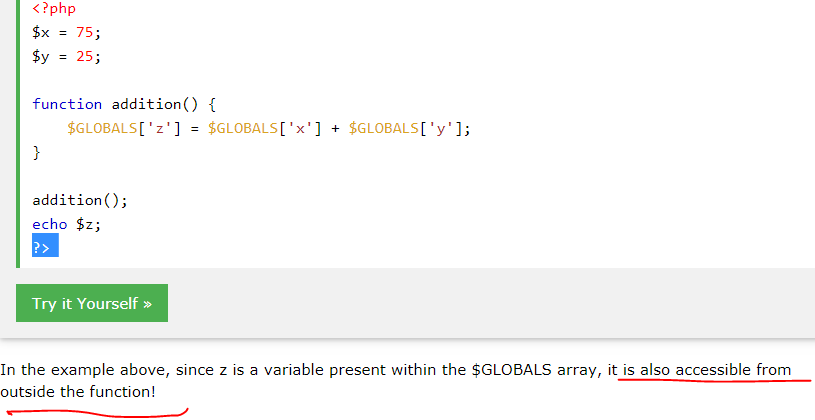 <?php
$x = 75;
$y = 25;
function addition() {
    $GLOBALS['z'] = $GLOBALS['x'] + $GLOBALS['y'];
}
addition();
echo $z;
?>
Try it Yourself »
In the example above, since z is a variable present within the $GLOBALS array, it is also accessible from
outside the function!